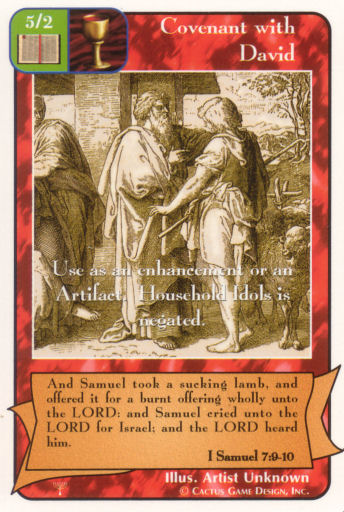 5/2
Covenant with
David
Use as an enhancement or an
Artifact. Household Idols is
negated.
And Samuel took a sucking lamb, and
offered it for a burnt offering wholly unto
the LORD: and Samuel cried unto the
LORD for Israel; and the LORD heard
him.
I Samuel 7:9-10
Illus. Artist Unknown
© CACTUS GAME DESIGN, INC.